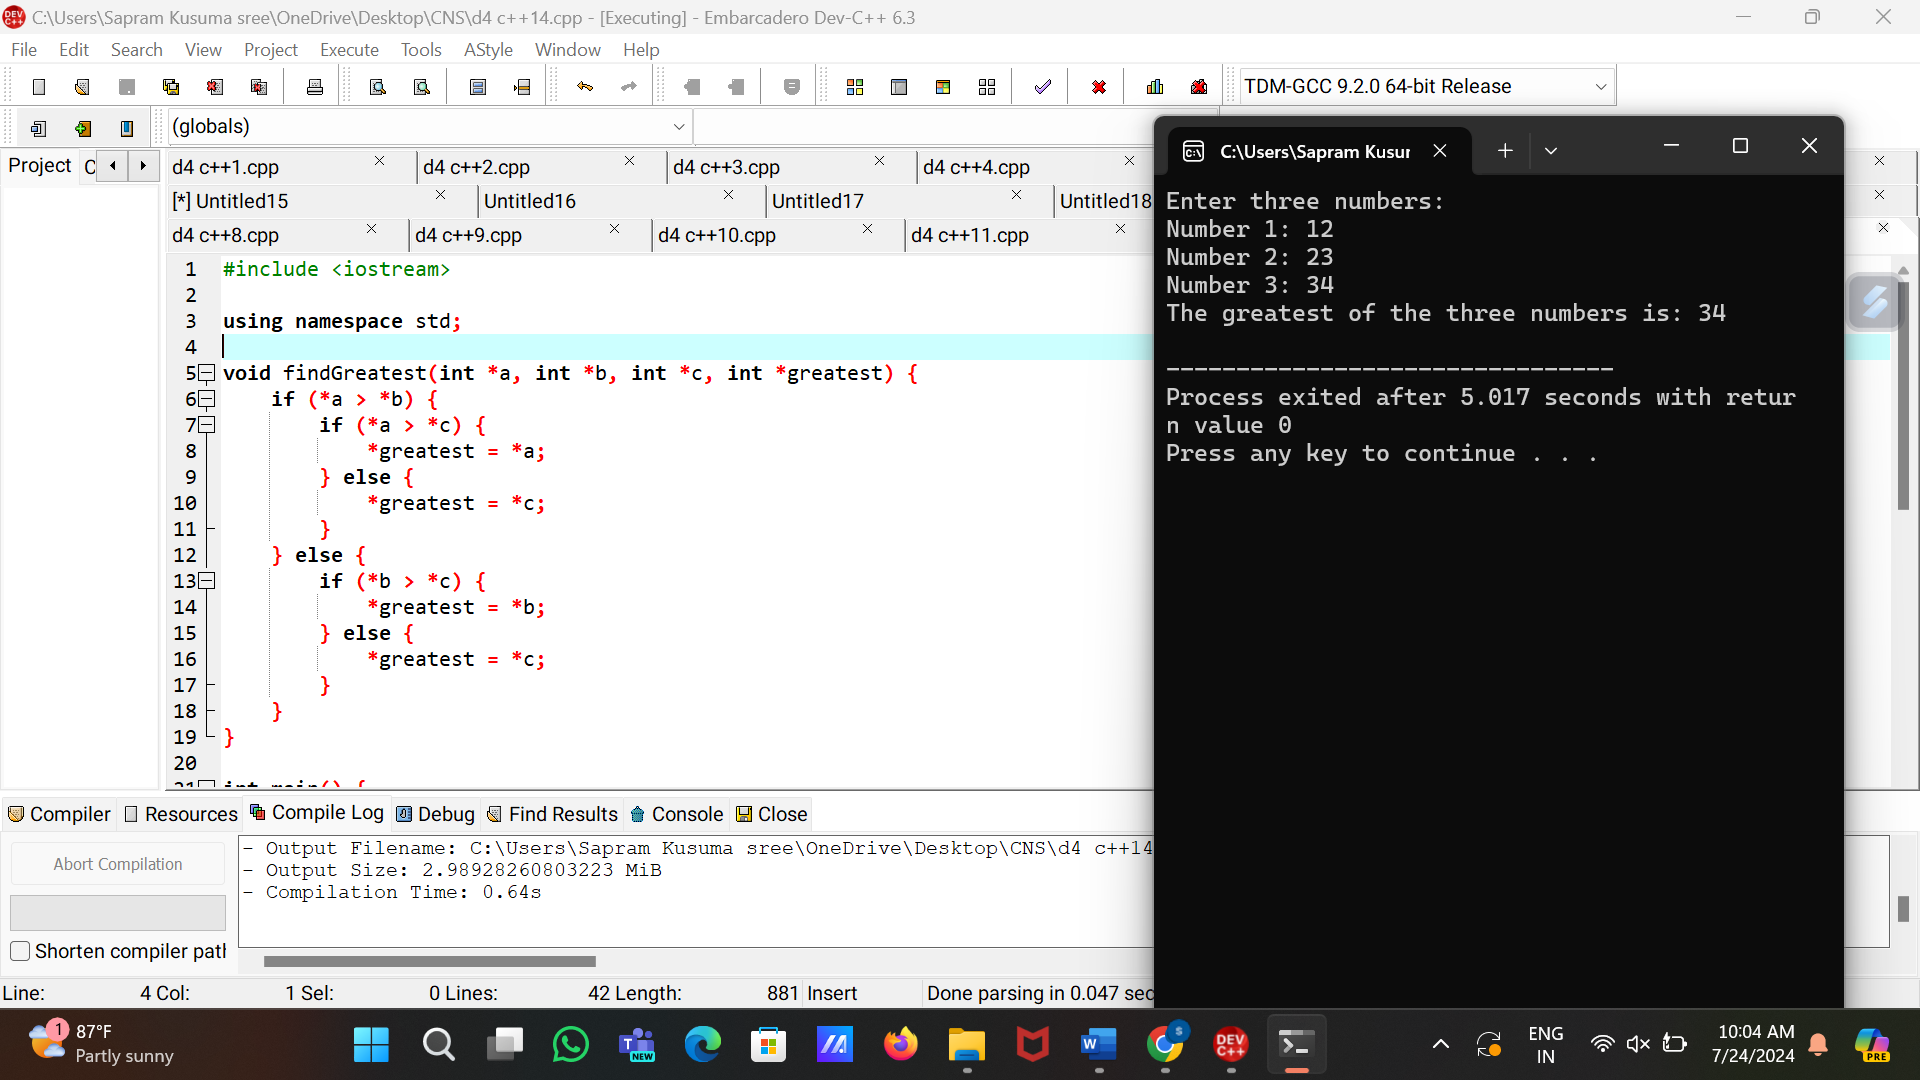 C:\Users\Sapram Kusuma sree\OneDrive\Desktop\CNS\d4 c++14.cpp - [Executing] - Embarcadero Dev-C++ 6.3
File Edit Search View Project Execute Tools AStyle Window Help
TDM-GCC 9.2.0 64-bit Release
(globals)
Project
d4 c++1.cpp d4 c++2.cpp d4 c++3.cpp d4 c++4.cpp
[*] Untitled15 Untitled16 Untitled17 Untitled18
d4 c++8.cpp d4 c++9.cpp d4 c++10.cpp d4 c++11.cpp
1 #include <iostream>
2
3 using namespace std;
4
5 void findGreatest(int *a, int *b, int *c, int *greatest) {
6 if (*a > *b) {
7 if (*a > *c) {
8 *greatest = *a;
9 } else {
10 *greatest = *c;
11 }
12 } else {
13 if (*b > *c) {
14 *greatest = *b;
15 } else {
16 *greatest = *c;
17 }
18 }
19 }
20
21 int main() {
C:\Users\Sapram Kusur
Enter three numbers:
Number 1: 12
Number 2: 23
Number 3: 34
The greatest of the three numbers is: 34
--------------------------------
Process exited after 5.017 seconds with retur
n value 0
Press any key to continue . . .
Compiler Resources Compile Log Debug Find Results Console Close
Abort Compilation
Shorten compiler path
- Output Filename: C:\Users\Sapram Kusuma sree\OneDrive\Desktop\CNS\d4 c++14
- Output Size: 2.98928260803223 MiB
- Compilation Time: 0.64s
Line: 4 Col: 1 Sel: 0 Lines: 42 Length: 881 Insert Done parsing in 0.047 sec
1
87°F
Partly sunny
NEW
DEV
C++
ENG
IN
10:04 AM
7/24/2024
PRE